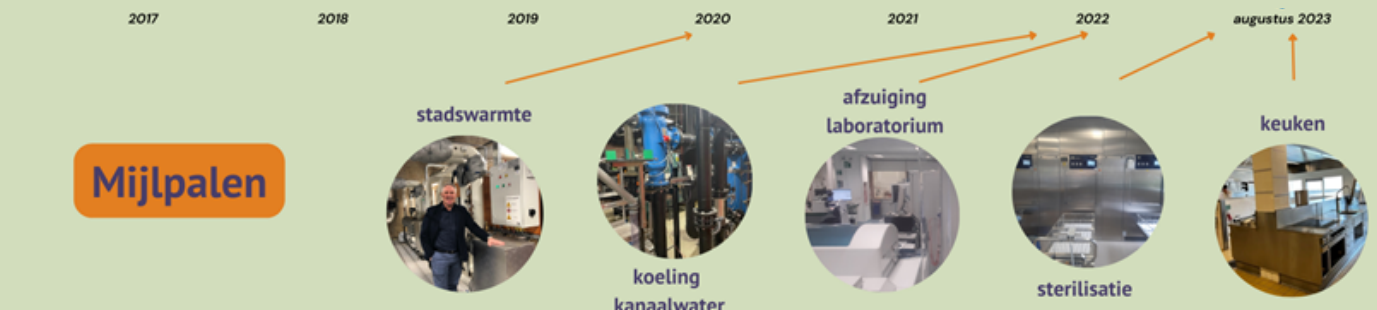 2017 2018 2019 2020 2021 2022 augustus 2023
stadswarmte
afzuiging
laboratorium
keuken
Mijlpalen
koeling
kanaalwater
sterilisatie